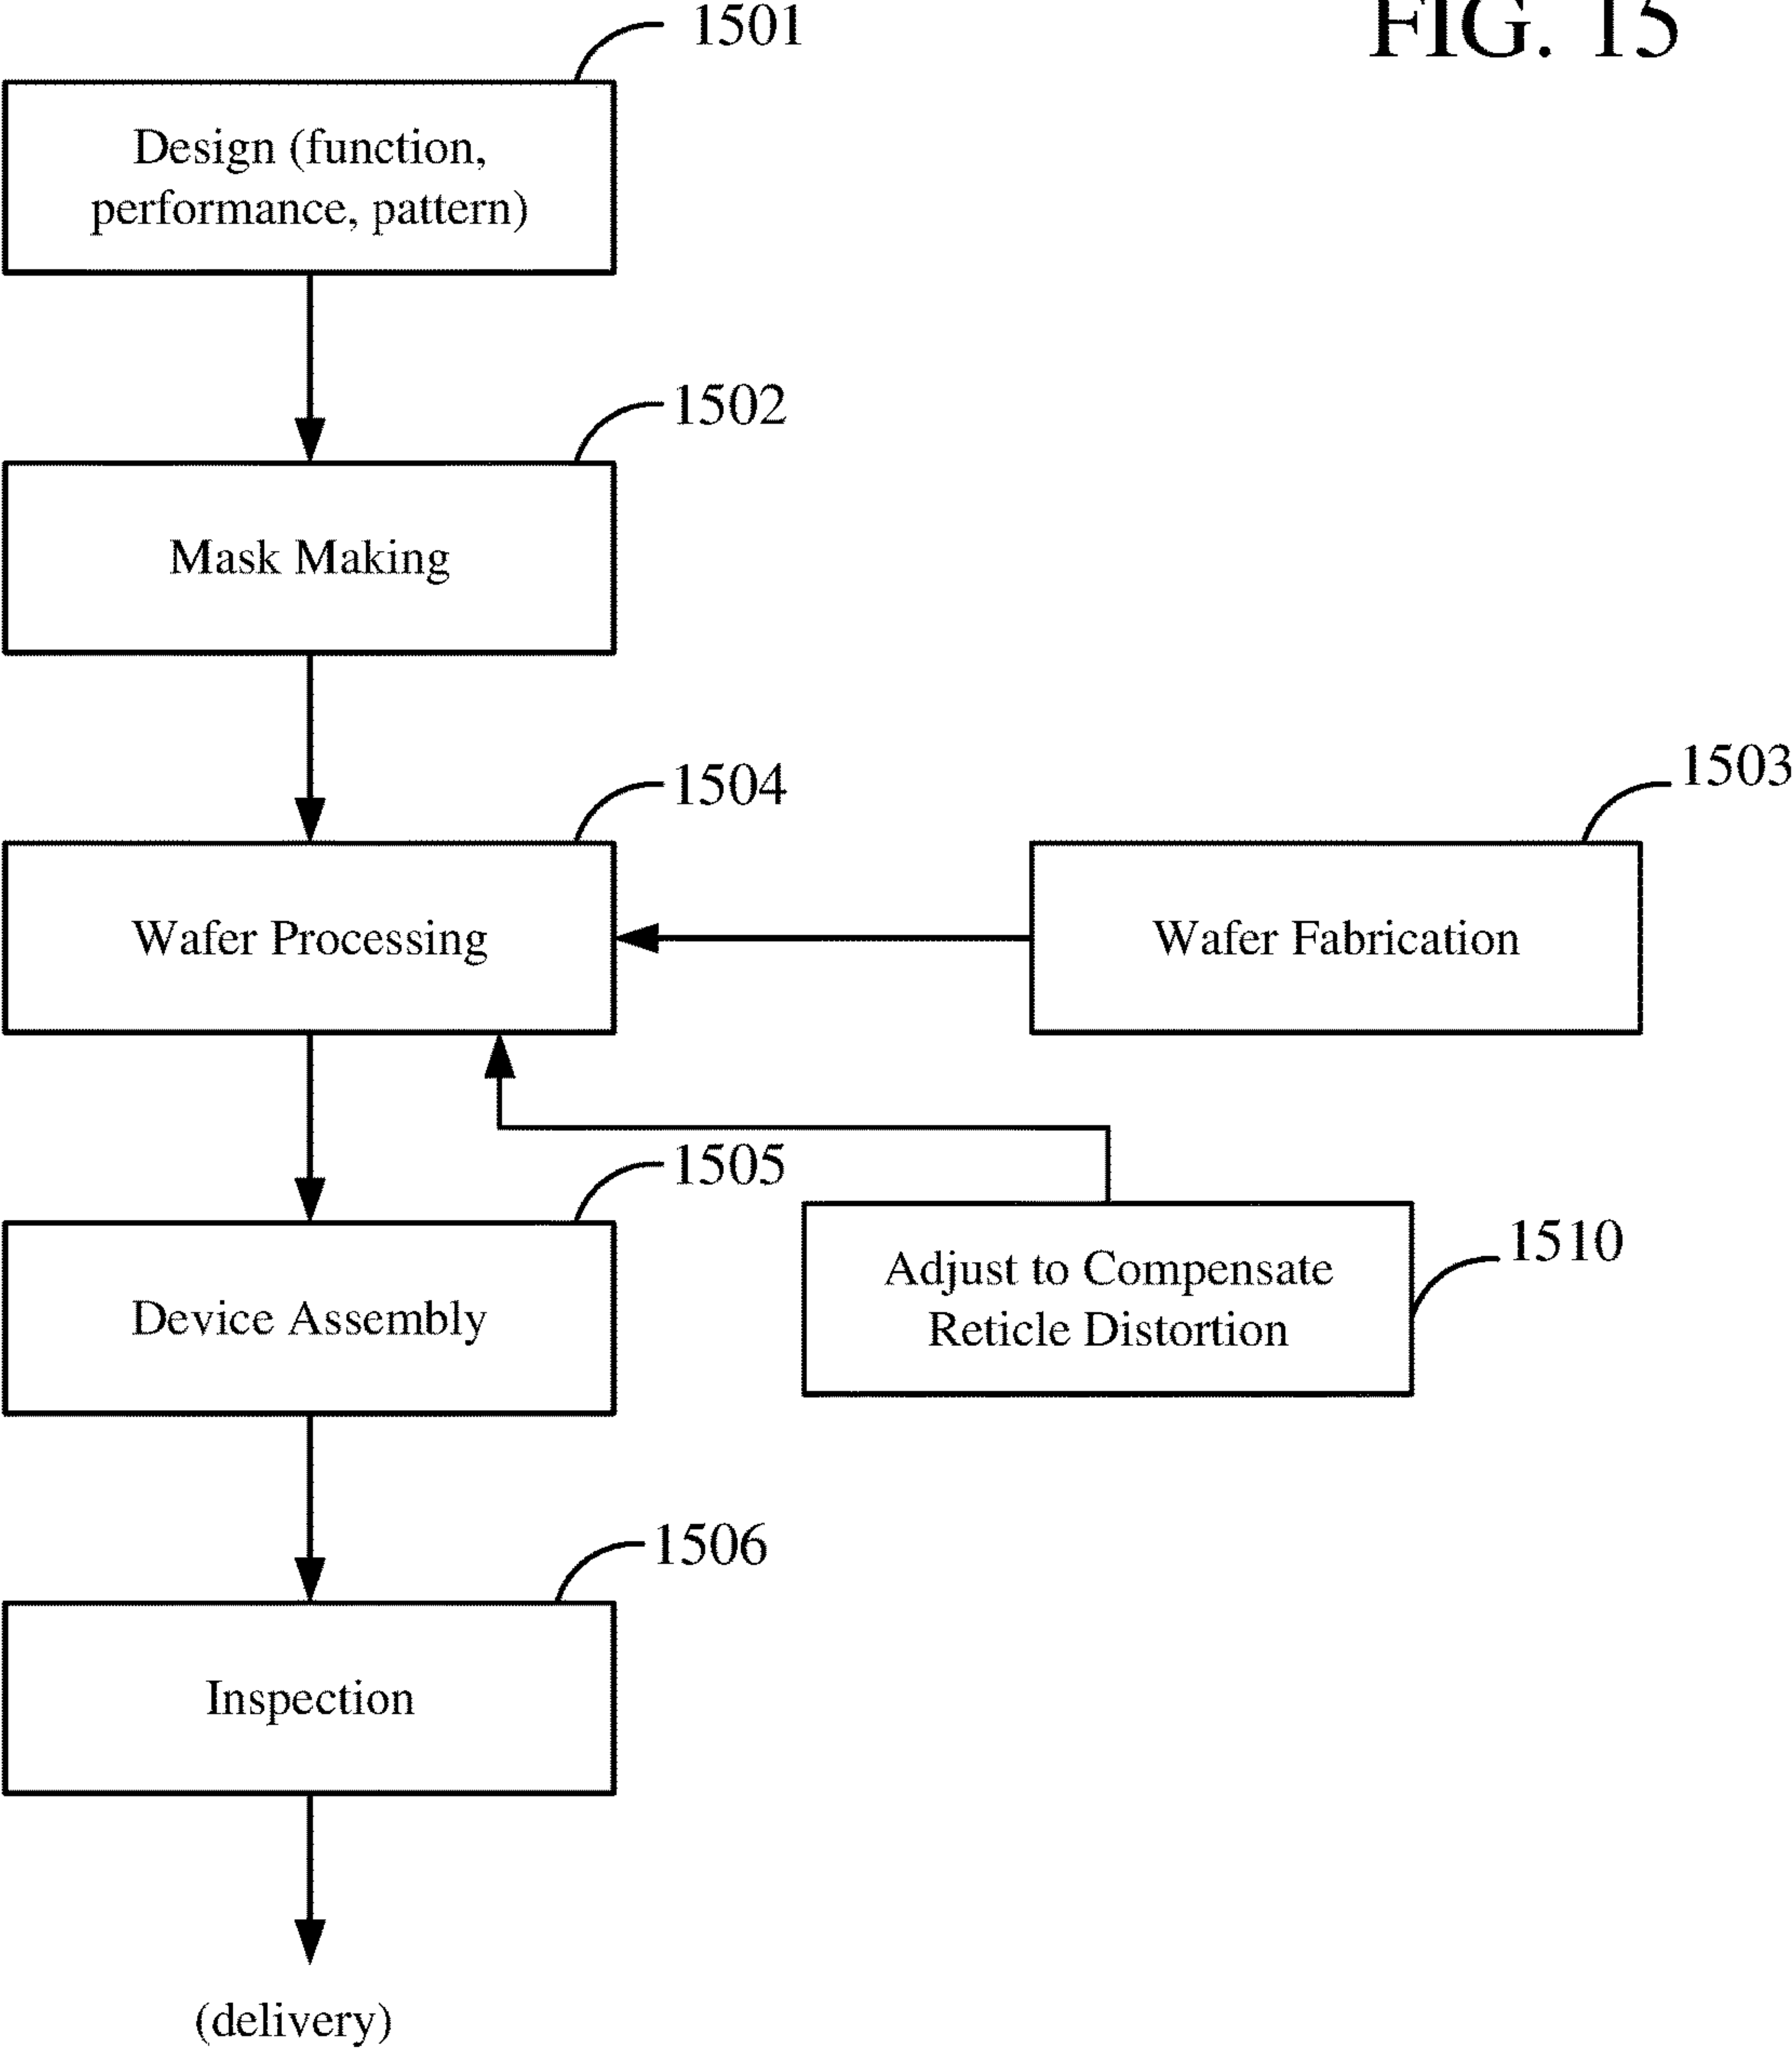 FIG. 15
1501
Design (function,
performance, pattern)
1502
Mask Making
1504
Wafer Processing
1503
Wafer Fabrication
1505
Device Assembly
1510
Adjust to Compensate
Reticle Distortion
1506
Inspection
(delivery)